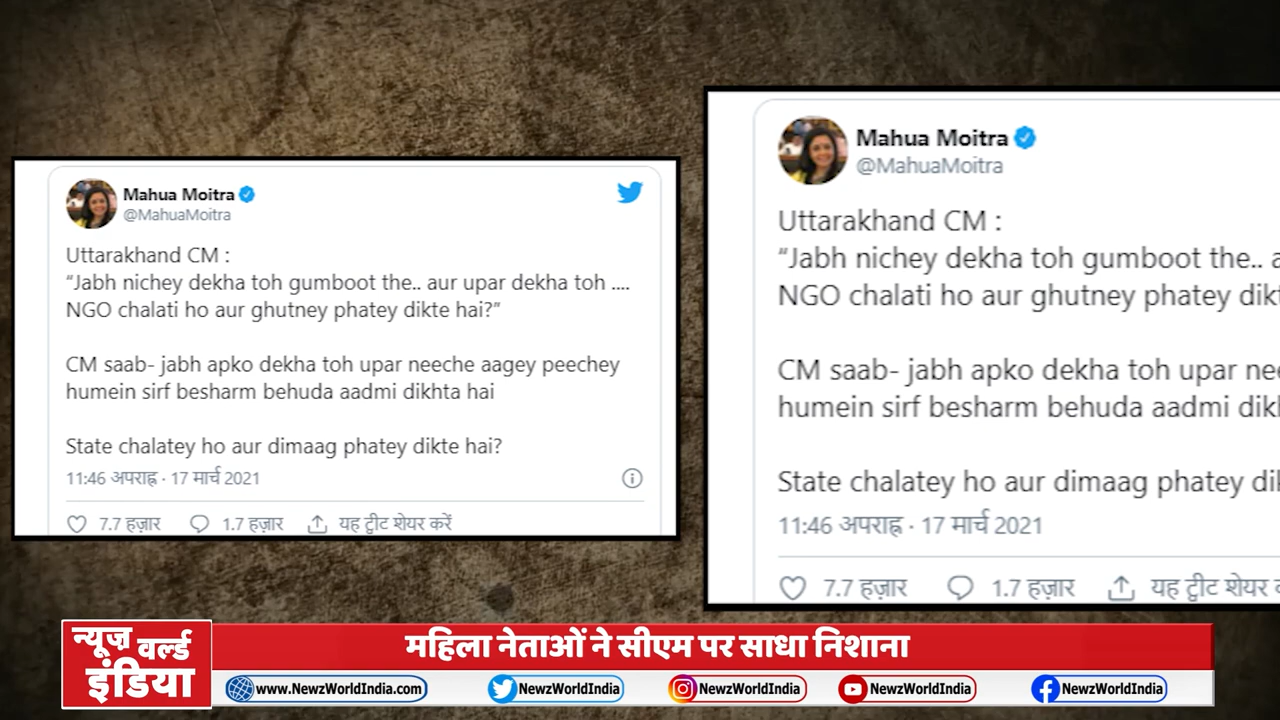 Mahua Moitra
@MahuaMoitra
Uttarakhand CM :
“Jabh nichey dekha toh gumboot the.. aur upar dekha toh ....
NGO chalati ho aur ghutney phatey dikte hai?”
CM saab- jabh apko dekha toh upar neeche aagey peechey
humein sirf besharm behuda aadmi dikhta hai
State chalatey ho aur dimaag phatey dikte hai?
11:46 अपराह्न · 17 मार्च 2021
7.7 हज़ार 1.7 हज़ार यह ट्वीट शेयर करें
Mahua Moitra
@MahuaMoitra
Uttarakhand CM :
“Jabh nichey dekha toh gumboot the.. a
NGO chalati ho aur ghutney phatey dikt
CM saab- jabh apko dekha toh upar nee
humein sirf besharm behuda aadmi dikl
State chalatey ho aur dimaag phatey dik
11:46 अपराह्न · 17 मार्च 2021
7.7 हज़ार 1.7 हज़ार यह ट्वीट शेयर
न्यूज़ वर्ल्ड
इंडिया
महिला नेताओं ने सीएम पर साधा निशाना
www.NewzWorldIndia.com NewzWorldIndia NewzWorldIndia NewzWorldIndia NewzWorldIndia